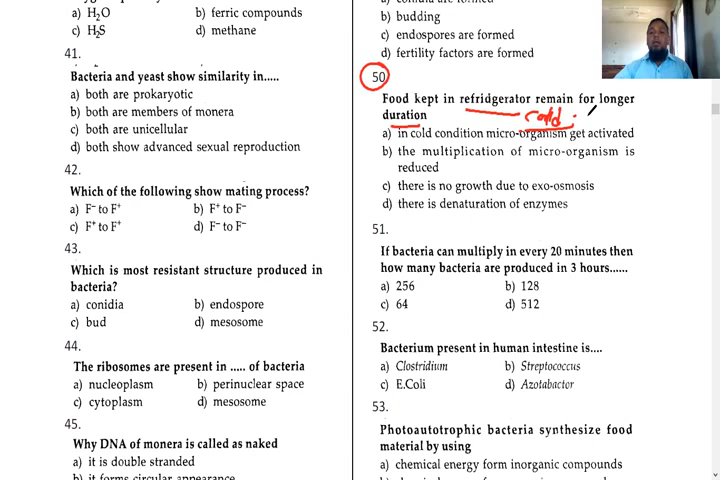 a) H₂O b) ferric compounds
c) H₂S d) methane
41.
Bacteria and yeast show similarity in.....
a) both are prokaryotic
b) both are members of monera
c) both are unicellular
d) both show advanced sexual reproduction
42.
Which of the following show mating process?
a) F⁻ to F⁺ b) F⁺ to F⁻
c) F⁺ to F⁺ d) F⁻ to F⁻
43.
Which is most resistant structure produced in
bacteria?
a) conidia b) endospore
c) bud d) mesosome
44.
The ribosomes are present in ..... of bacteria
a) nucleoplasm b) perinuclear space
c) cytoplasm d) mesosome
45.
Why DNA of monera is called as naked
a) it is double stranded
b) it forms circular appearance
b) budding
c) endospores are formed
d) fertility factors are formed
50
Food kept in refridgerator remain for longer
duration cold
a) in cold condition micro-organism get activated
b) the multiplication of micro-organism is
reduced
c) there is no growth due to exo-osmosis
d) there is denaturation of enzymes
51.
If bacteria can multiply in every 20 minutes then
how many bacteria are produced in 3 hours......
a) 256 b) 128
c) 64 d) 512
52.
Bacterium present in human intestine is....
a) Clostridium b) Streptococcus
c) E.Coli d) Azotabactor
53.
Photoautotrophic bacteria synthesize food
material by using
a) chemical energy form inorganic compounds